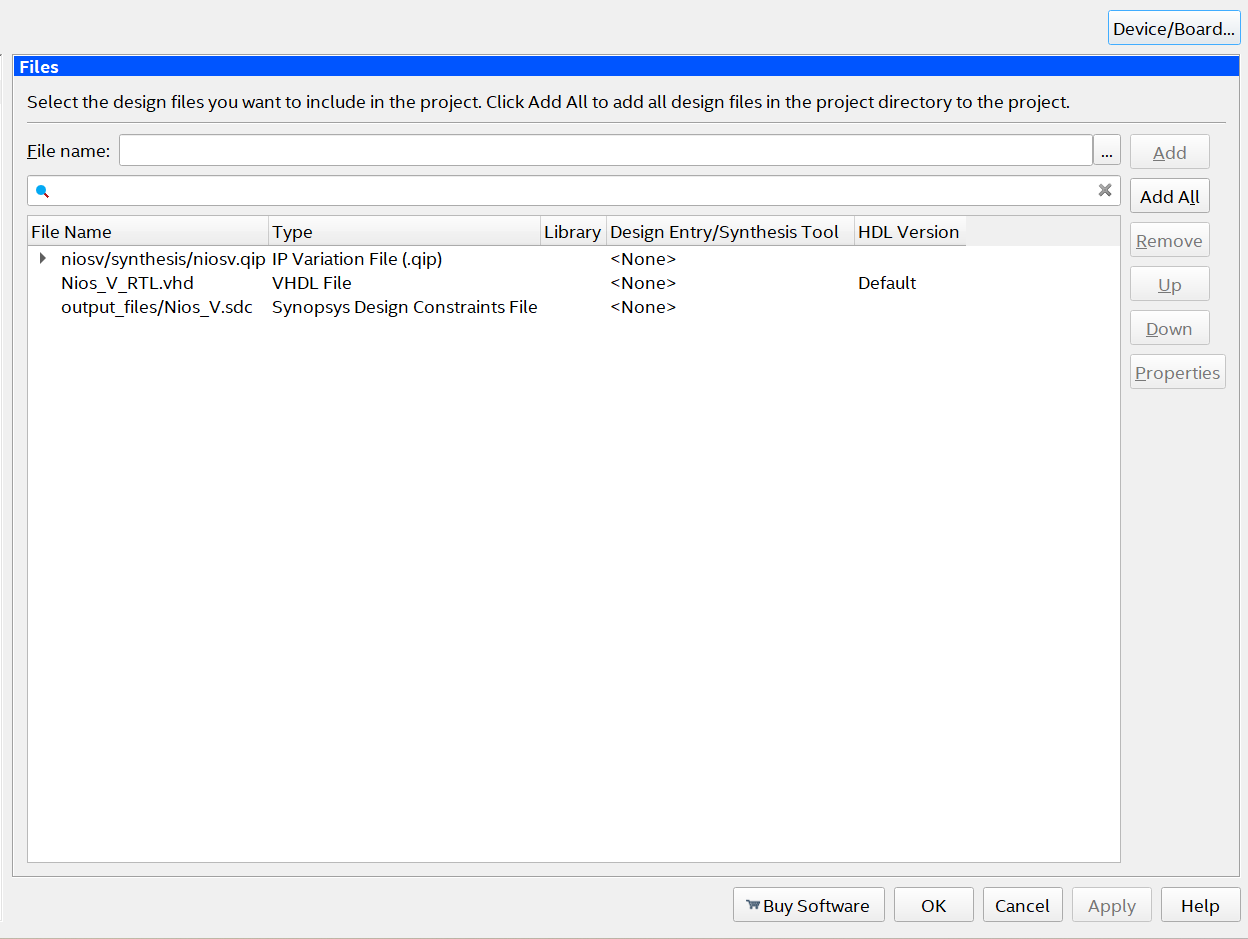 Device/Board...
Files
Select the design files you want to include in the project. Click Add All to add all design files in the project directory to the project.
File name: ... Add
Add All
File Name Type Library Design Entry/Synthesis Tool HDL Version
Remove
niosv/synthesis/niosv.qip IP Variation File (.qip) <None>
Nios_V_RTL.vhd VHDL File <None> Default
Up
output_files/Nios_V.sdc Synopsys Design Constraints File <None>
Down
Properties
Buy Software OK Cancel Apply Help